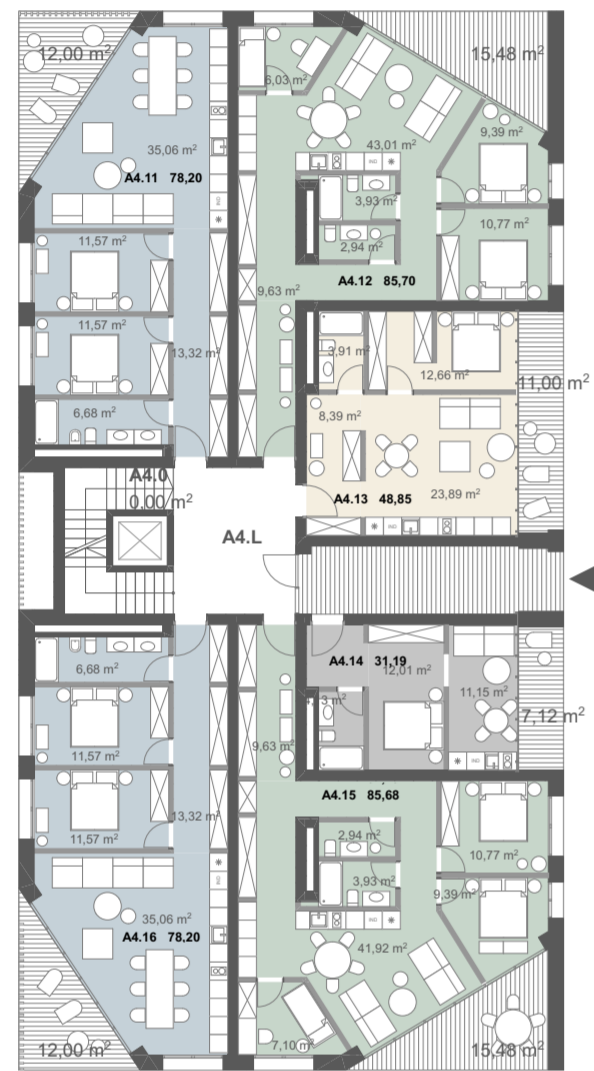 12,00 m²
15,48 m²
6,03 m²
9,39 m²
43,01 m²
35,06 m²
A4.11 78,20
3,93 m²
10,77 m²
2,94 m²
11,57 m²
A4.12 85,70
9,63 m²
11,57 m²
13,32 m²
3,91 m²
12,66 m²
11,00 m²
6,68 m²
8,39 m²
A4.0
0,00 m²
A4.13 48,85
23,89 m²
IND
IND
IND
A4.L
A4.14 31,19
12,01 m²
6,68 m²
11,15 m²
7,12 m²
11,57 m²
9,63 m²
IND
A4.15 85,68
13,32 m²
11,57 m²
2,94 m²
10,77 m²
3,93 m²
9,39 m²
IND
IND
35,06 m²
A4.16 78,20
41,92 m²
12,00 m²
7,10 m²
15,48 m²